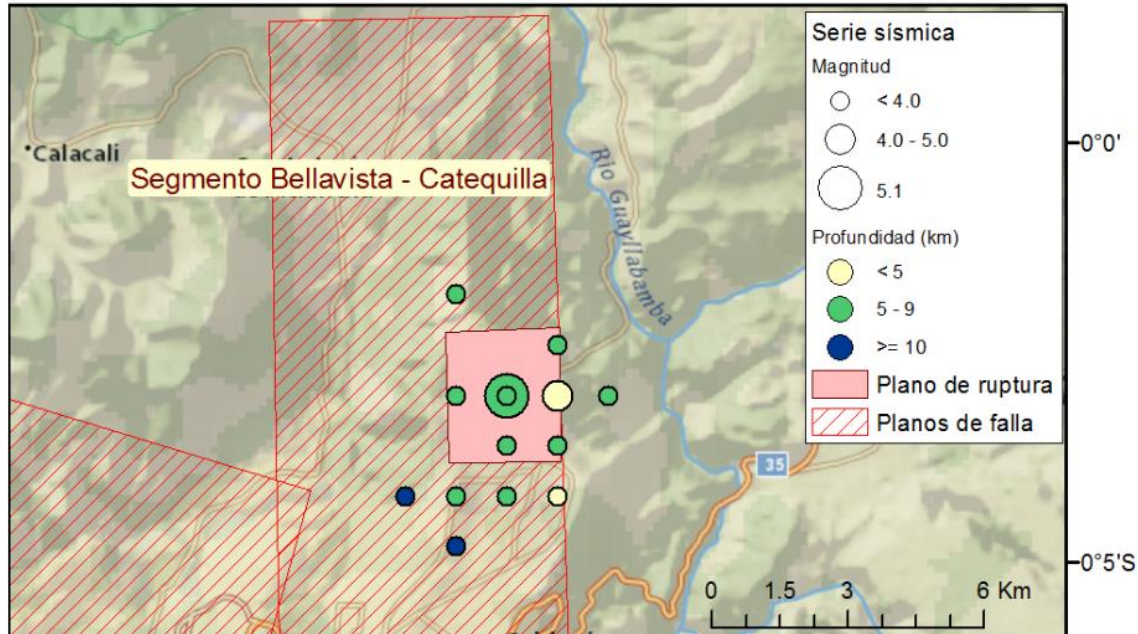 Serie sísmica
Magnitud
< 4.0
4.0 - 5.0
5.1
Profundidad (km)
< 5
5 - 9
>= 10
Plano de ruptura
Planos de falla
Calacali
Segmento Bellavista - Catequilla
Rio Guayllabamba
0°0'
35
0°5'S
0 1.5 3 6 Km